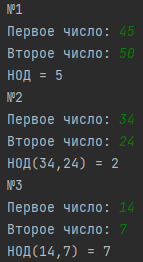 №1
Первое число: 45
Второе число: 50
НОД = 5
№2
Первое число: 34
Второе число: 24
НОД(34,24) = 2
№3
Первое число: 14
Второе число: 7
НОД(14,7) = 7